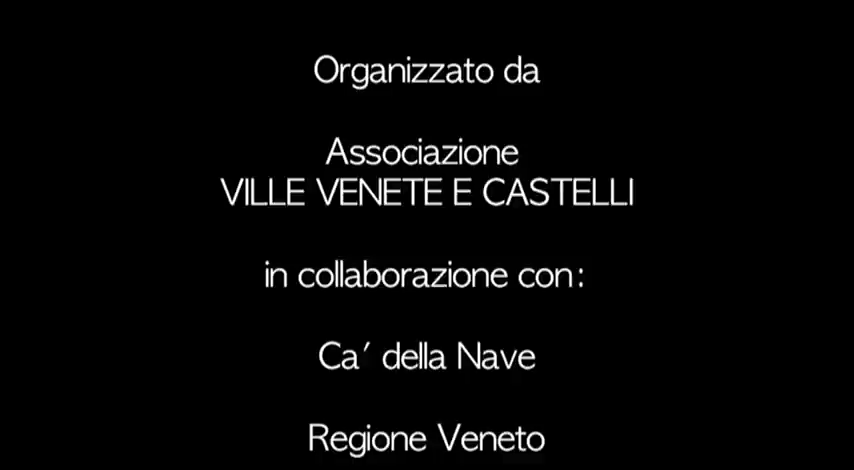 Organizzato da
Associazione
VILLE VENETE E CASTELLI
in collaborazione con:
Ca' della Nave
Regione Veneto